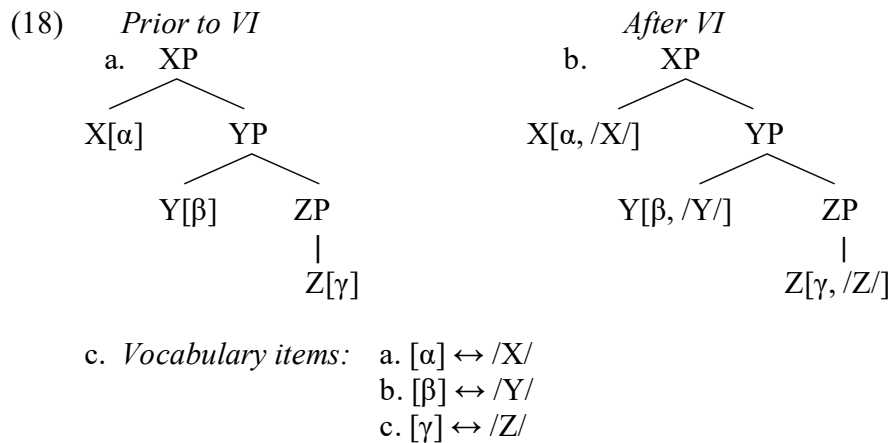 (18) Prior to VI After VI
a. XP b. XP
X[α] YP X[α, /X/] YP
Y[β] ZP Y[β, /Y/] ZP
Z[γ] Z[γ, /Z/]
c. Vocabulary items: a. [α] ↔ /X/
b. [β] ↔ /Y/
c. [γ] ↔ /Z/